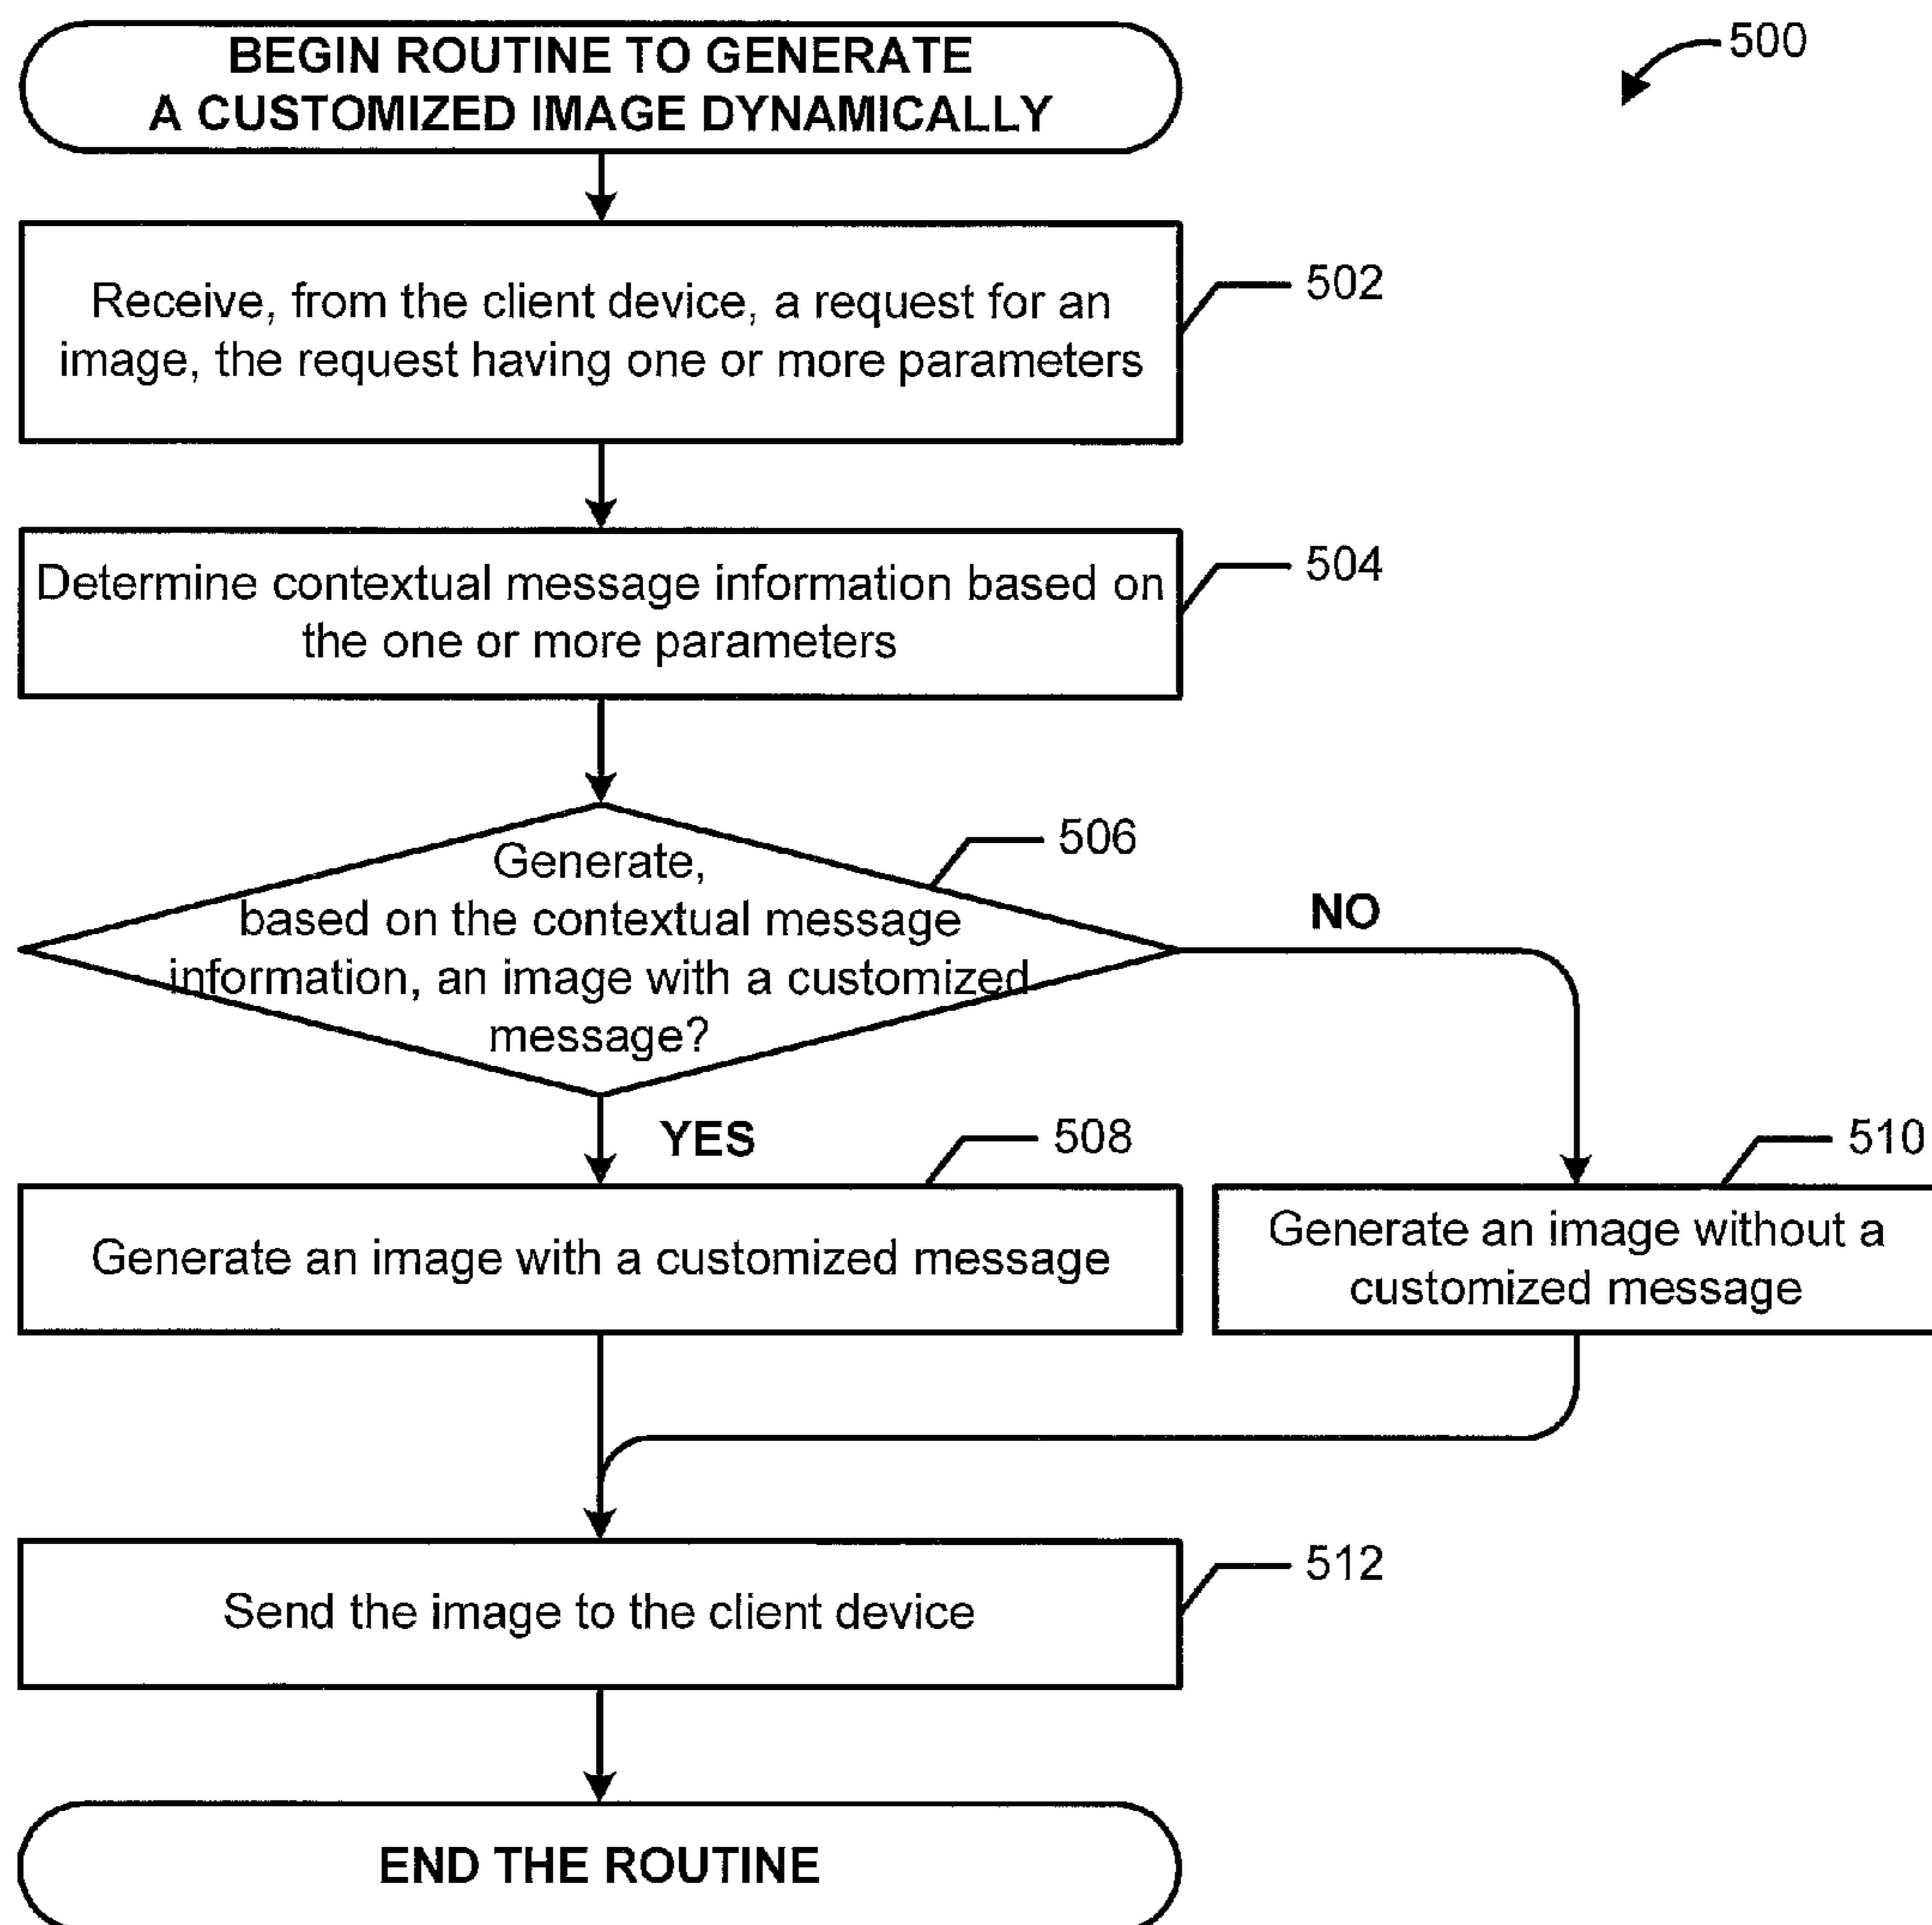 BEGIN ROUTINE TO GENERATE
A CUSTOMIZED IMAGE DYNAMICALLY
500
Receive, from the client device, a request for an
image, the request having one or more parameters
502
Determine contextual message information based on
the one or more parameters
504
Generate,
based on the contextual message
information, an image with a customized
message?
506
NO
YES
508
510
Generate an image with a customized message
Generate an image without a
customized message
Send the image to the client device
512
END THE ROUTINE